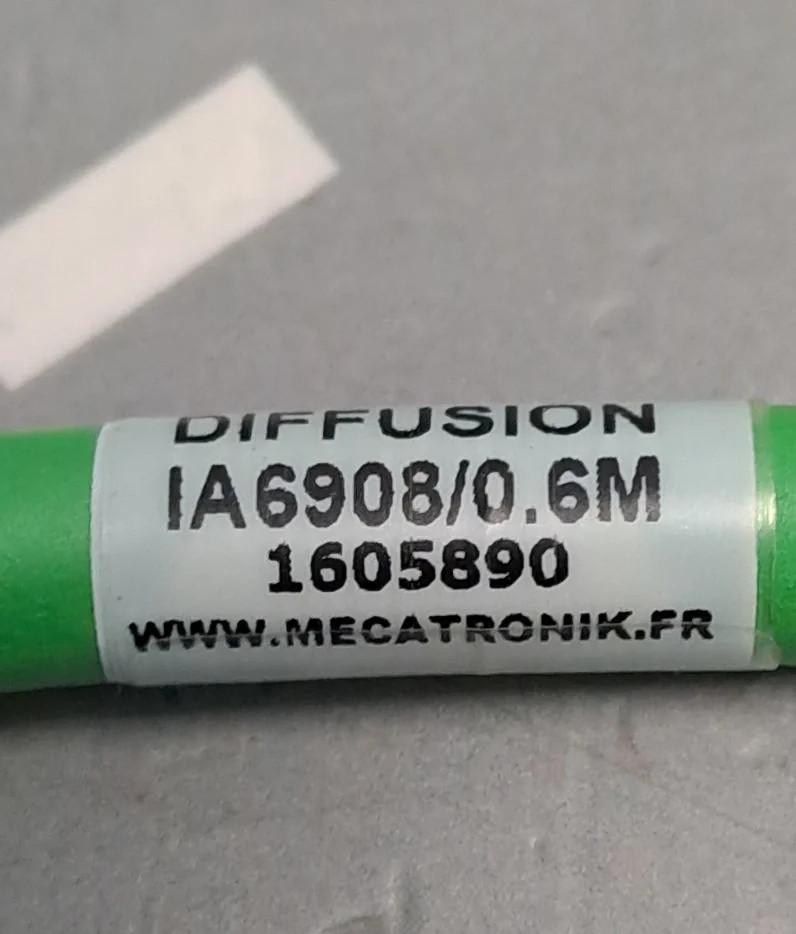 DIFFUSION
IA6908/0.6M
1605890
WWW.MECATRONIK.FR